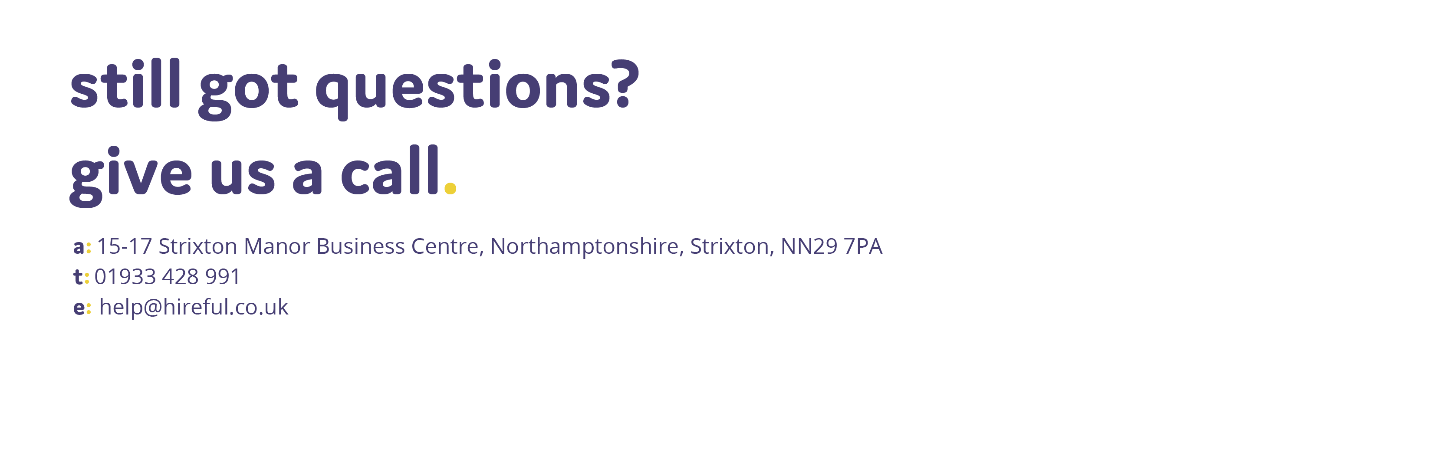 still got questions?
give us a call.
a: 15-17 Strixton Manor Business Centre, Northamptonshire, Strixton, NN29 7PA
t: 01933 428 991
e: help@hireful.co.uk